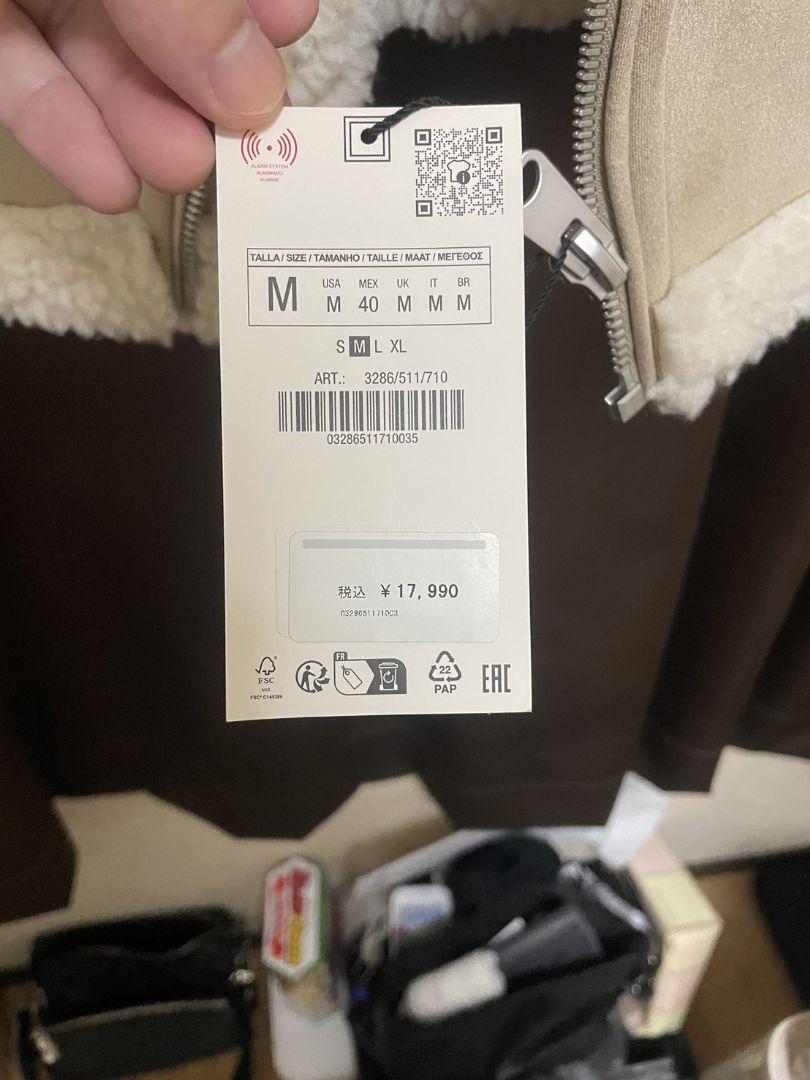 ALARM SYSTEM
ALARMADO
ALARME
i
TALLA / SIZE / TAMANHO / TAILLE / MAAT / ΜΕΓΕΘΟΣ
M
USA MEX UK IT BR
M 40 M M M
S M L XL
ART.: 3286/511/710
03286511710035
税込 ¥17,990
FSC
MIX
FR
22
PAP
EAC